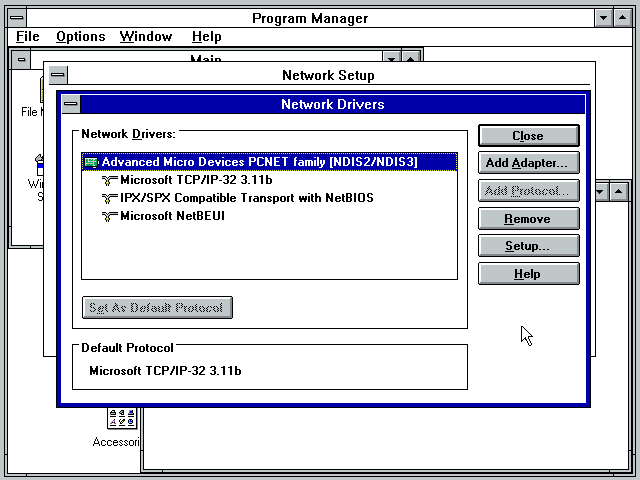 Program Manager
File Options Window Help
Main
Network Setup
File
Network Drivers
Network Drivers:
Advanced Micro Devices PCNET family [NDIS2/NDIS3]
Microsoft TCP/IP-32 3.11b
IPX/SPX Compatible Transport with NetBIOS
Microsoft NetBEUI
Set As Default Protocol
Close
Add Adapter...
Add Protocol...
Remove
Setup...
Help
Default Protocol
Microsoft TCP/IP-32 3.11b
Accessori